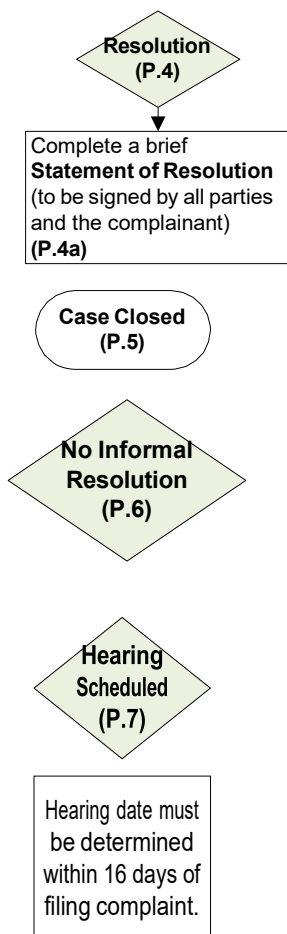 Resolution
(P.4)
Complete a brief
Statement of Resolution
(to be signed by all parties
and the complainant)
(P.4a)
Case Closed
(P.5)
No Informal
Resolution
(P.6)
Hearing
Scheduled
(P.7)
Hearing date must
be determined
within 16 days of
filing complaint.